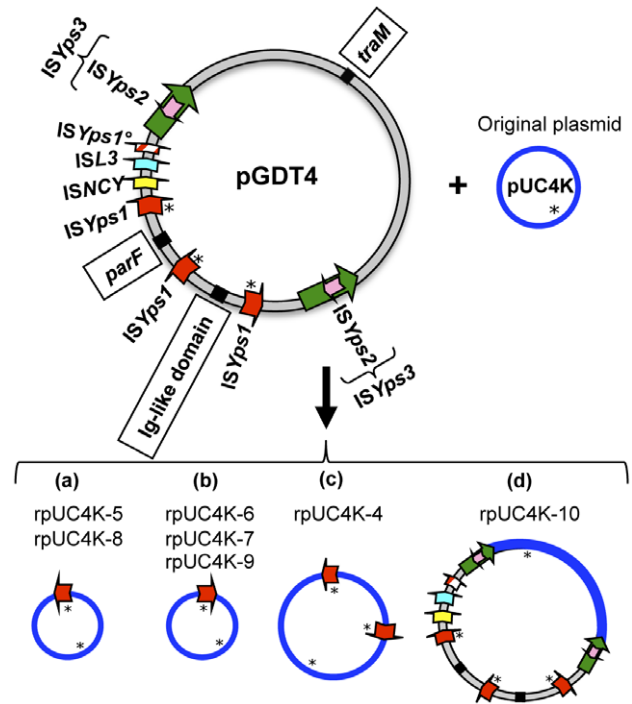 ISYps3
ISYps2
traM
ISYps1°
ISL3
ISNCY
ISYps1
*
pGDT4
+
Original plasmid
pUC4K
*
parF
ISYps1
*
Ig-like domain
ISYps1
*
ISYps2
ISYps3
(a)
(b)
(c)
(d)
rpUC4K-5
rpUC4K-8
rpUC4K-6
rpUC4K-7
rpUC4K-9
rpUC4K-4
rpUC4K-10
*
*
*
*
*
*
*
*
*
*
*